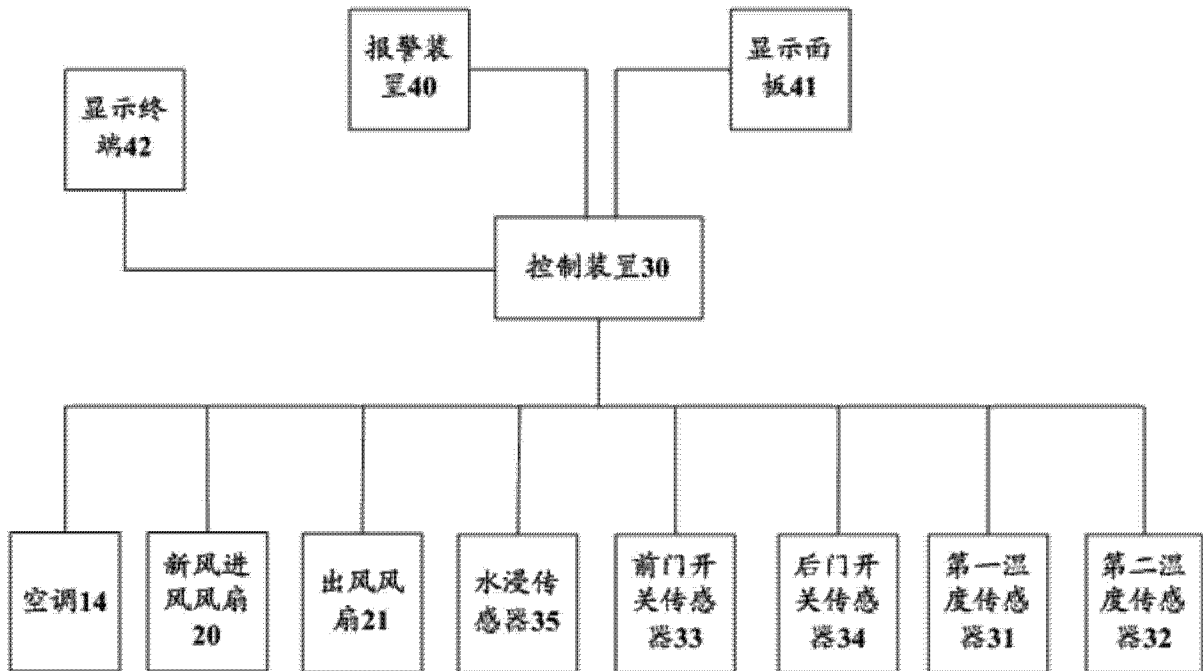 报警装
置40
显示面
板41
显示终
端42
控制装置30
空调14
新风进
风风扇
20
出风风
扇21
水浸传
感器35
前门开
关传感
器33
后门开
关传感
器34
第一温
度传感
器31
第二温
度传感
器32